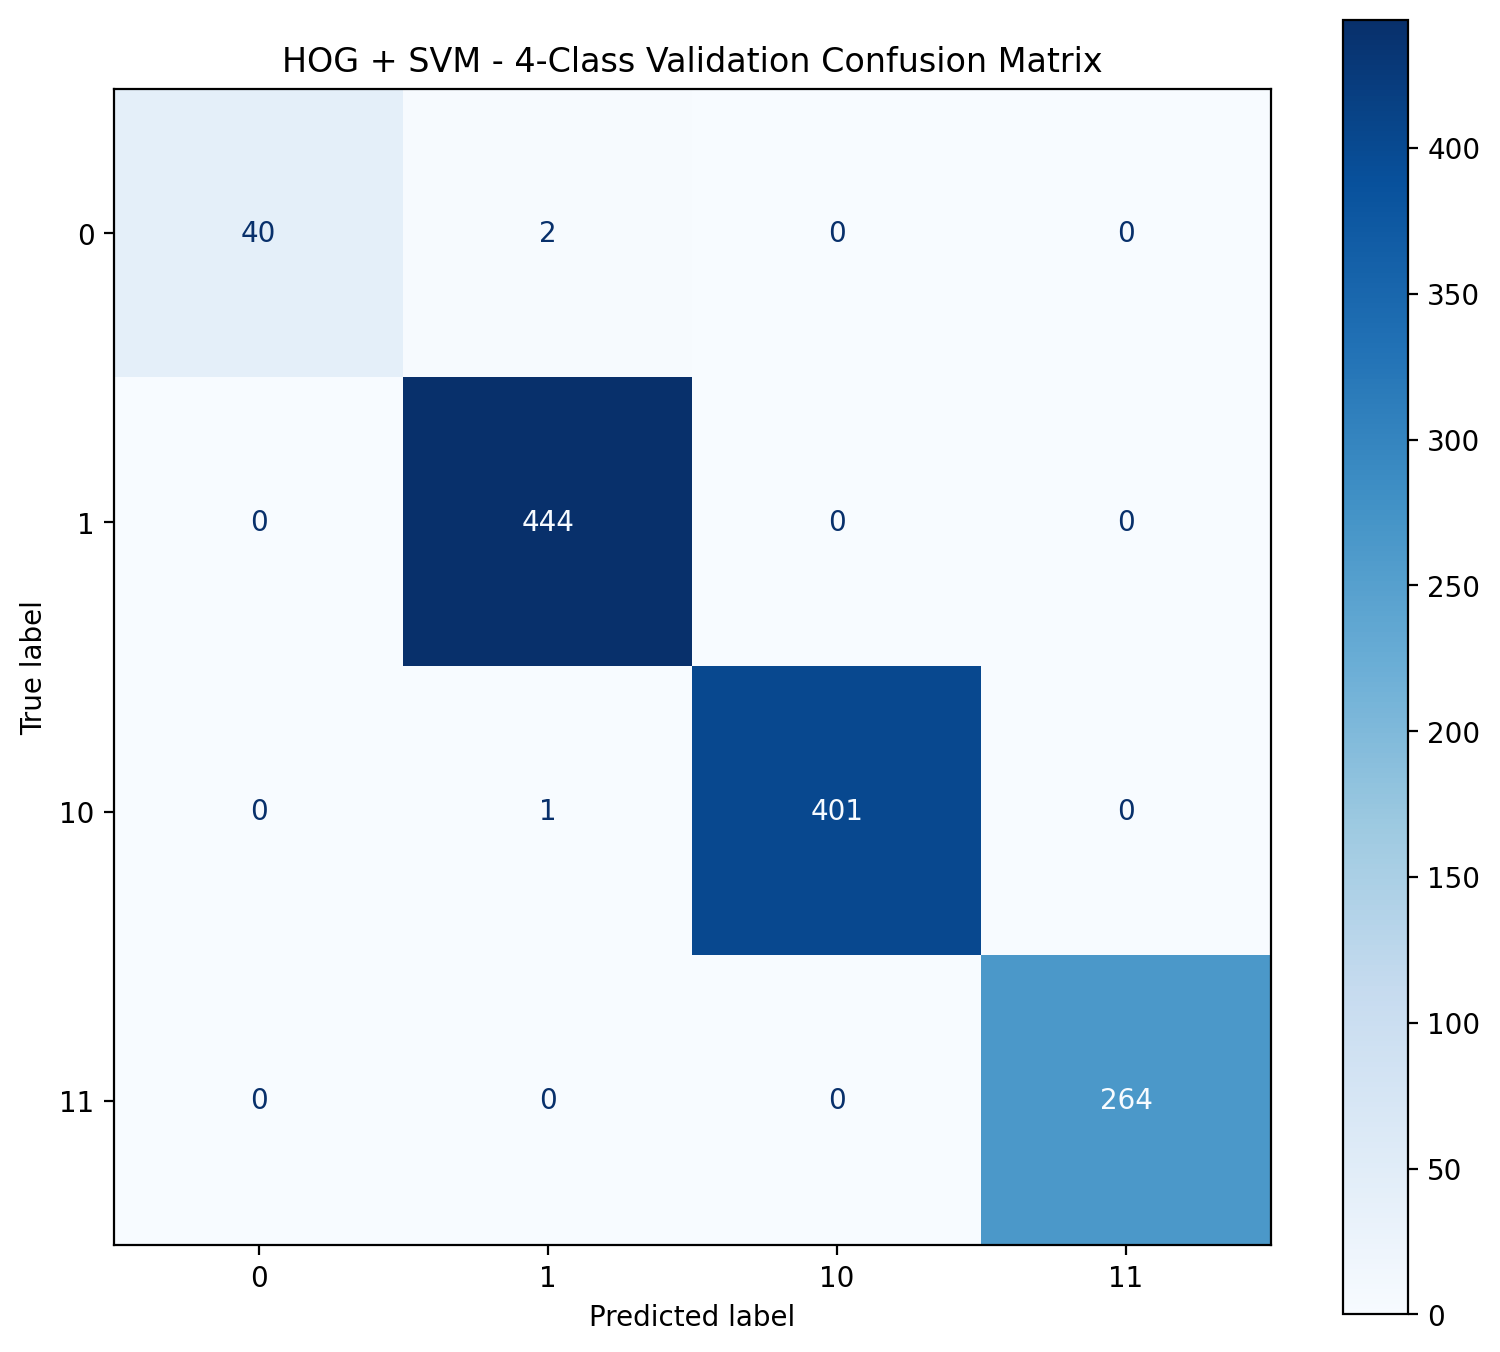 HOG + SVM - 4-Class Validation Confusion Matrix
400
350
300
250
200
150
100
50
0
True label
0 40 2 0 0
1 0 444 0 0
10 0 1 401 0
11 0 0 0 264
0 1 10 11
Predicted label